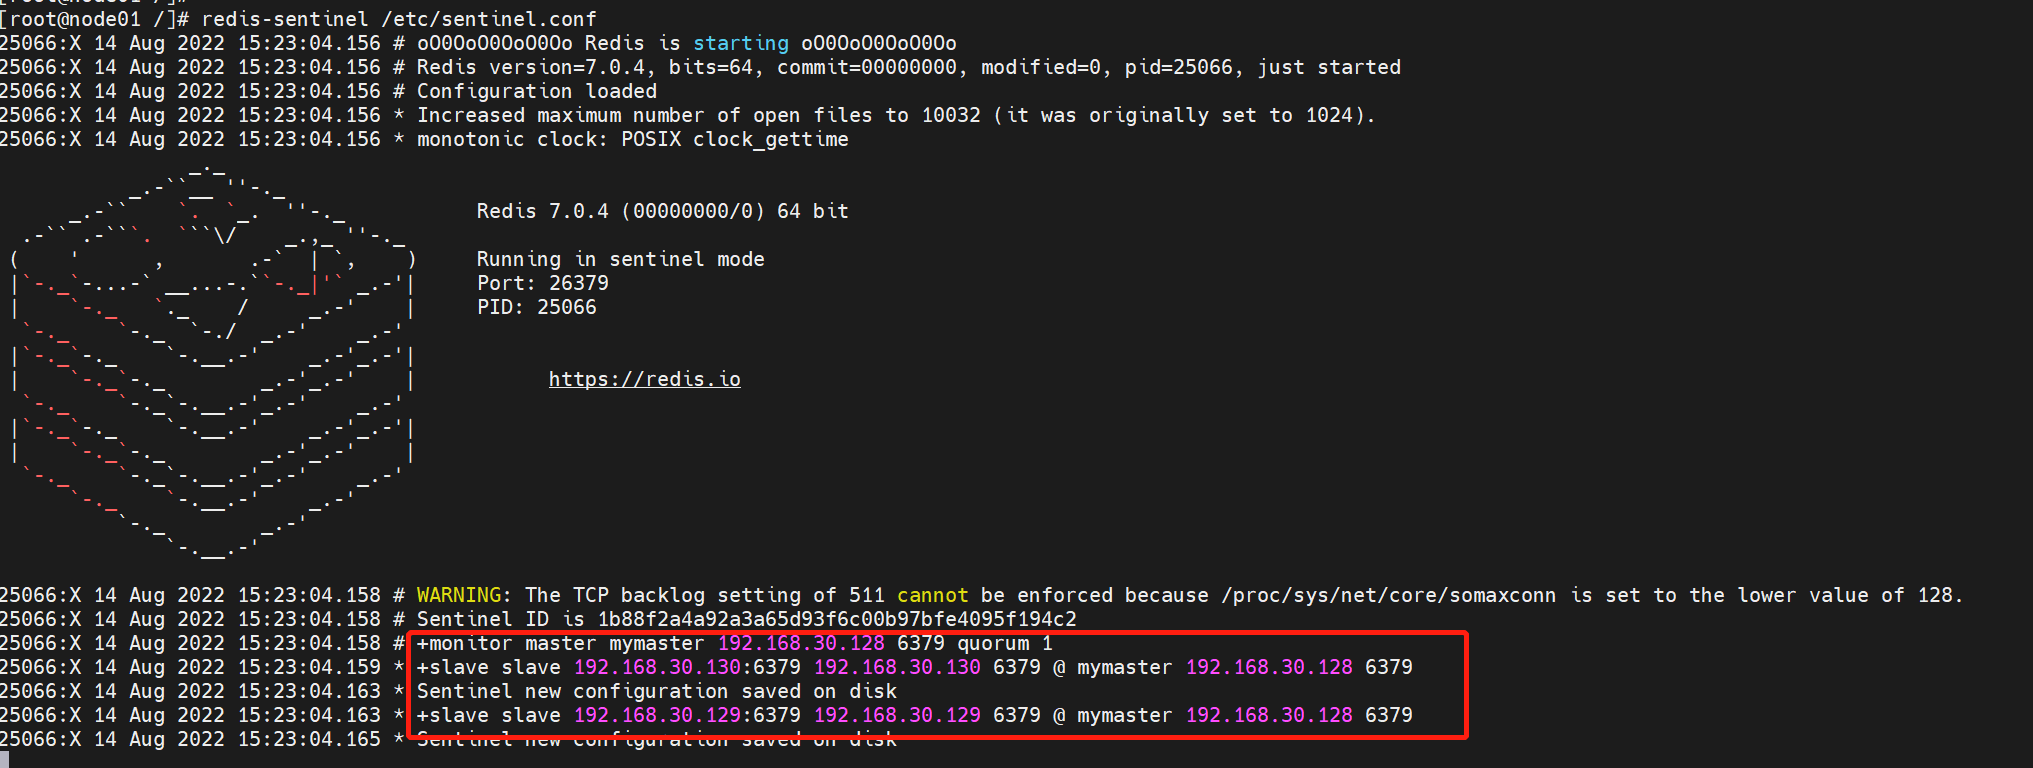 [root@node01 /]#
[root@node01 /]# redis-sentinel /etc/sentinel.conf
25066:X 14 Aug 2022 15:23:04.156 # oO0OoO0OoO0Oo Redis is starting oO0OoO0OoO0Oo
25066:X 14 Aug 2022 15:23:04.156 # Redis version=7.0.4, bits=64, commit=00000000, modified=0, pid=25066, just started
25066:X 14 Aug 2022 15:23:04.156 # Configuration loaded
25066:X 14 Aug 2022 15:23:04.156 * Increased maximum number of open files to 10032 (it was originally set to 1024).
25066:X 14 Aug 2022 15:23:04.156 * monotonic clock: POSIX clock_gettime
Redis 7.0.4 (00000000/0) 64 bit
Running in sentinel mode
Port: 26379
PID: 25066
https://redis.io
25066:X 14 Aug 2022 15:23:04.158 # WARNING: The TCP backlog setting of 511 cannot be enforced because /proc/sys/net/core/somaxconn is set to the lower value of 128.
25066:X 14 Aug 2022 15:23:04.158 # Sentinel ID is 1b88f2a4a92a3a65d93f6c00b97bfe4095f194c2
25066:X 14 Aug 2022 15:23:04.158 # +monitor master mymaster 192.168.30.128 6379 quorum 1
25066:X 14 Aug 2022 15:23:04.159 * +slave slave 192.168.30.130:6379 192.168.30.130 6379 @ mymaster 192.168.30.128 6379
25066:X 14 Aug 2022 15:23:04.163 * Sentinel new configuration saved on disk
25066:X 14 Aug 2022 15:23:04.163 * +slave slave 192.168.30.129:6379 192.168.30.129 6379 @ mymaster 192.168.30.128 6379
25066:X 14 Aug 2022 15:23:04.165 * Sentinel new configuration saved on disk